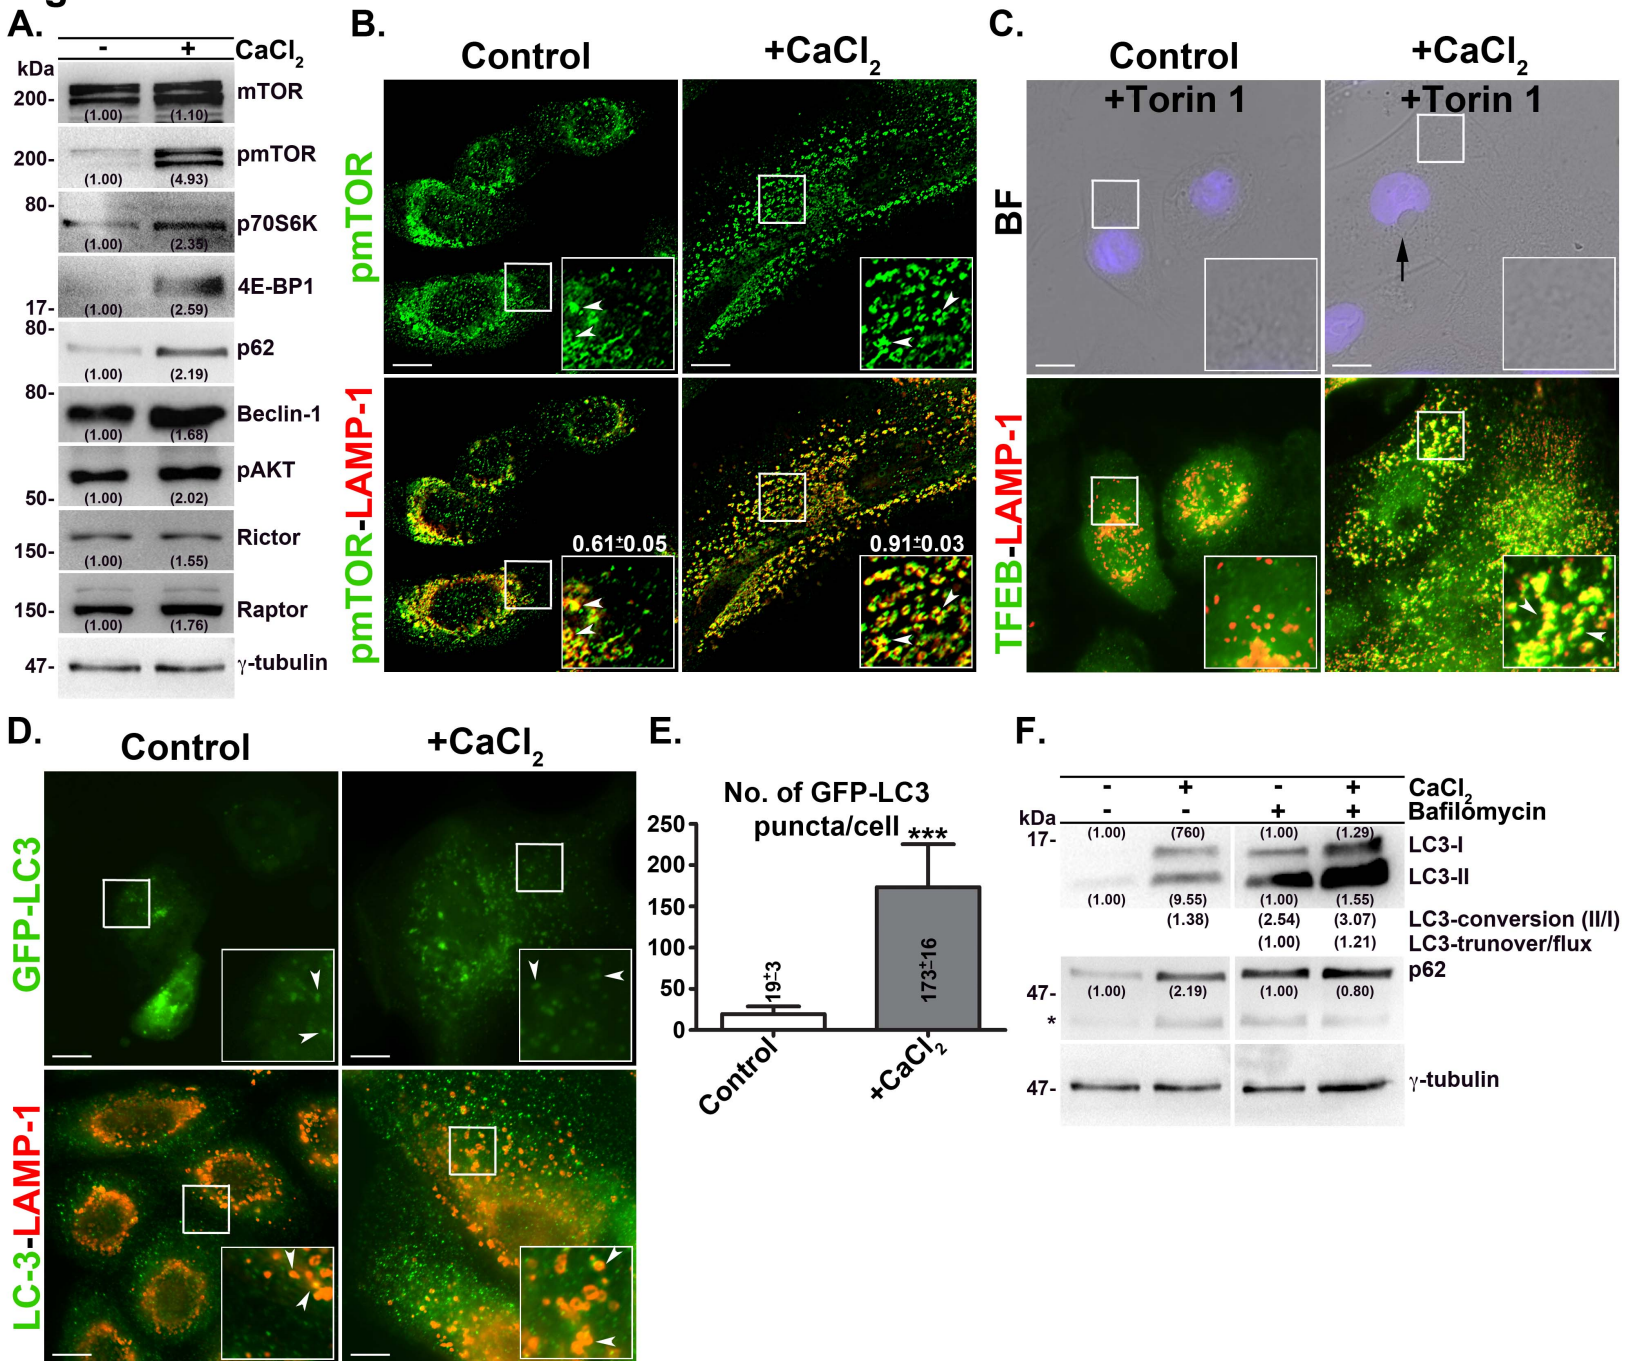 A.
- + CaCl2
kDa
200- mTOR
(1.00) (1.10)
200- pmTOR
(1.00) (4.93)
80-
p70S6K
(1.00) (2.35)
4E-BP1
17- (1.00) (2.59)
80-
p62
(1.00) (2.19)
80-
Beclin-1
(1.00) (1.68)
pAKT
50- (1.00) (2.02)
Rictor
150- (1.00) (1.55)
150- Raptor
(1.00) (1.76)
47- γ-tubulin
B.
Control +CaCl2
pmTOR
pmTOR-LAMP-1
0.61±0.05 0.91±0.03
C.
Control +CaCl2
+Torin 1 +Torin 1
BF
TFEB-LAMP-1
D.
Control +CaCl2
GFP-LC3
LC-3-LAMP-1
E.
No. of GFP-LC3
puncta/cell
***
250
200
150
100
50
0
19±3
173±16
Control
+CaCl2
F.
- + - + CaCl2
- - + + Bafilomycin
kDa
17- (1.00) (760) (1.00) (1.29)
LC3-I
LC3-II
(1.00) (9.55) (1.00) (1.55)
(1.38) (2.54) (3.07) LC3-conversion (II/I)
(1.00) (1.21) LC3-trunover/flux
p62
47- (1.00) (2.19) (1.00) (0.80)
*
47- γ-tubulin